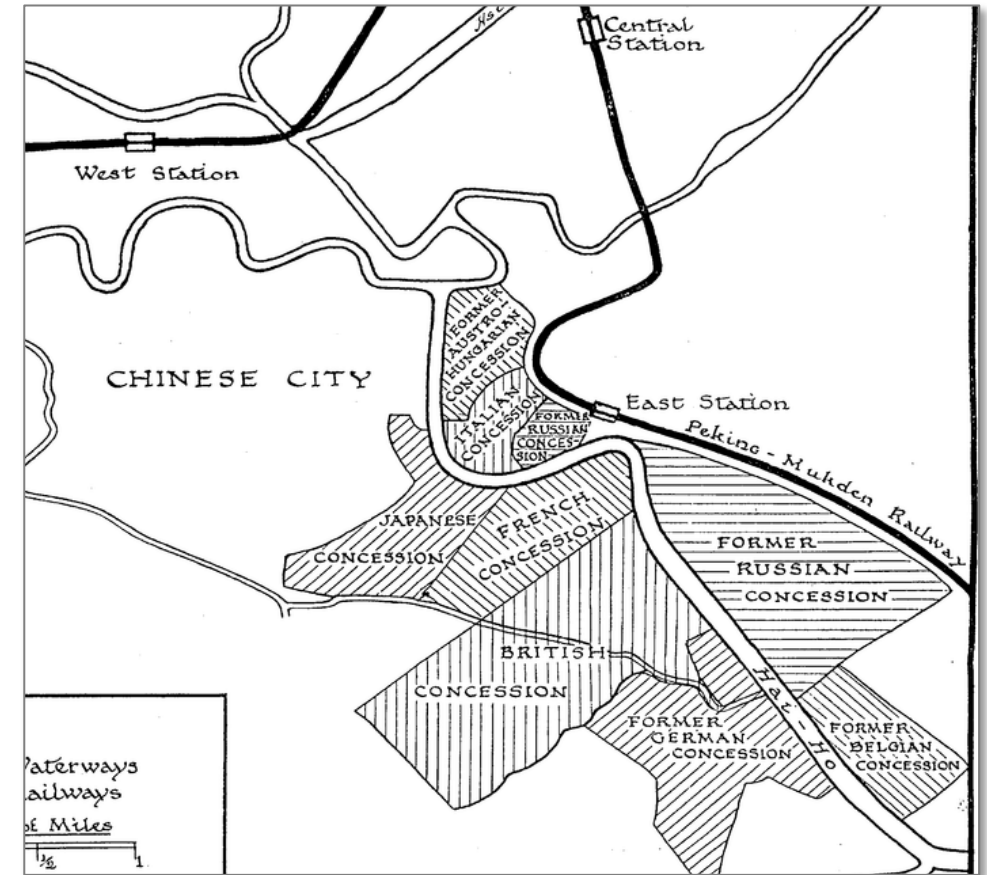 Central
Station
West Station
FORMER
AUSTRO-
HUNGARIAN
CONCESSION
CHINESE CITY
ITALIAN
CONCESSION
FORMER
RUSSIAN
CONCES-
SION
East Station
Peking - Mukden Railway
JAPANESE
CONCESSION
FRENCH
CONCESSION
FORMER
RUSSIAN
CONCESSION
BRITISH
CONCESSION
Hai-Ho
FORMER
GERMAN
CONCESSION
FORMER
BELGIAN
CONCESSION
aterways
ailways
of Miles
½
1